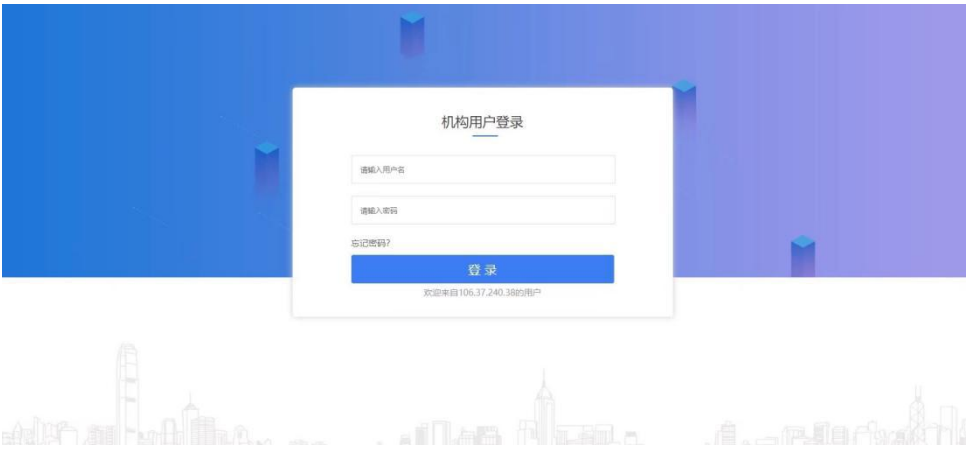 机构用户登录
请输入用户名
请输入密码
忘记密码?
登 录
欢迎来自106.37.240.38的用户